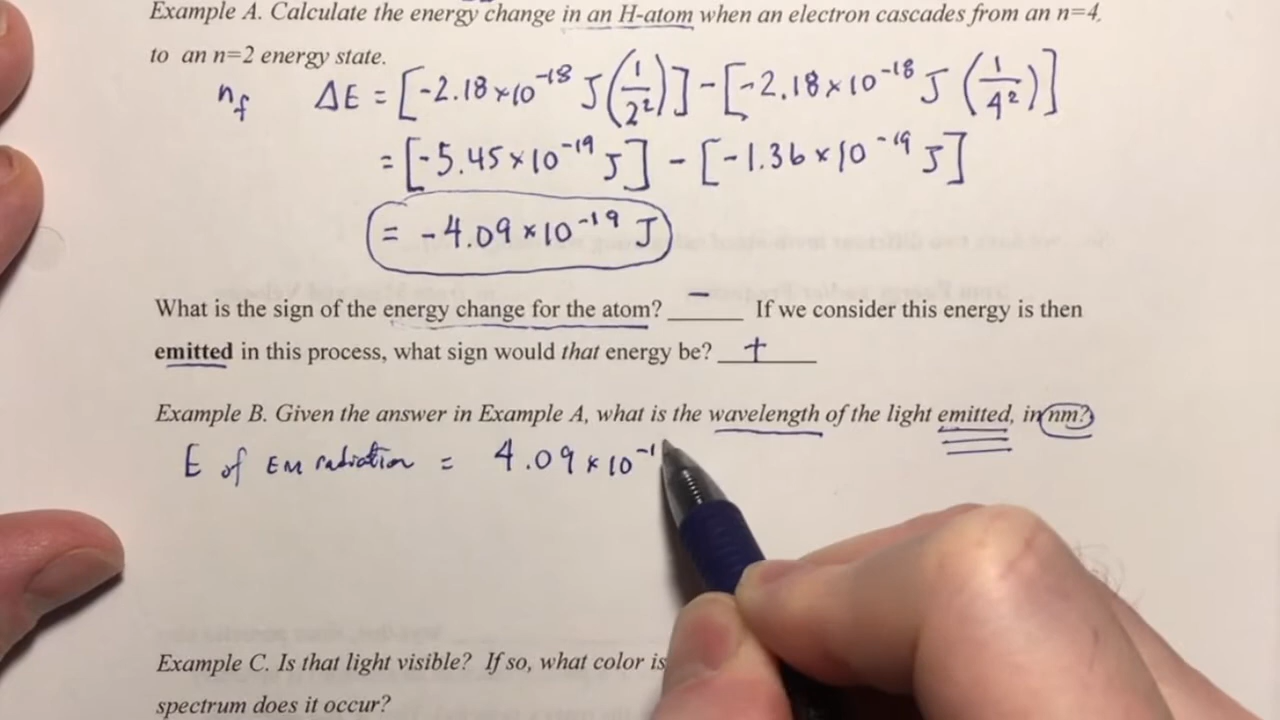 Example A. Calculate the energy change in an H-atom when an electron cascades from an n=4
to an n=2 energy state.
nf ΔE = [-2.18×10⁻¹⁸ J(1/2²)] - [-2.18×10⁻¹⁸ J (1/4²)]
= [-5.45×10⁻¹⁹ J] - [-1.36×10⁻¹⁹ J]
= -4.09×10⁻¹⁹ J
What is the sign of the energy change for the atom? – If we consider this energy is then
emitted in this process, what sign would that energy be? +
Example B. Given the answer in Example A, what is the wavelength of the light emitted, in nm?
E of EM radiation = 4.09×10⁻¹
Example C. Is that light visible? If so, what color is
spectrum does it occur?